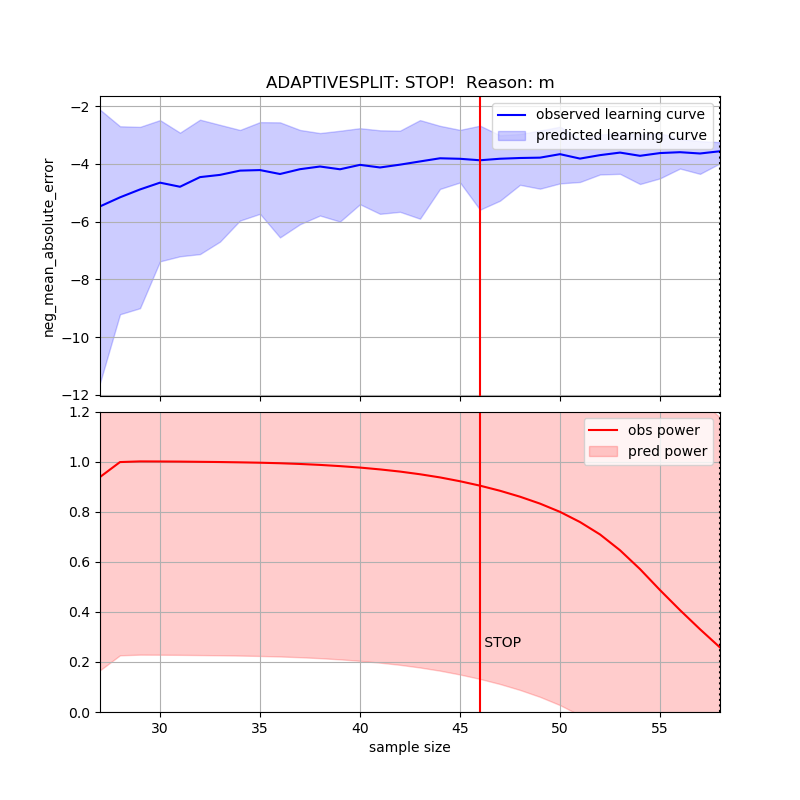 ADAPTIVESPLIT: STOP!  Reason: m
observed learning curve
predicted learning curve
neg_mean_absolute_error
−2
−4
−6
−8
−10
−12
obs power
pred power
1.2
1.0
0.8
0.6
0.4
0.2
0.0
STOP
30 35 40 45 50 55
sample size